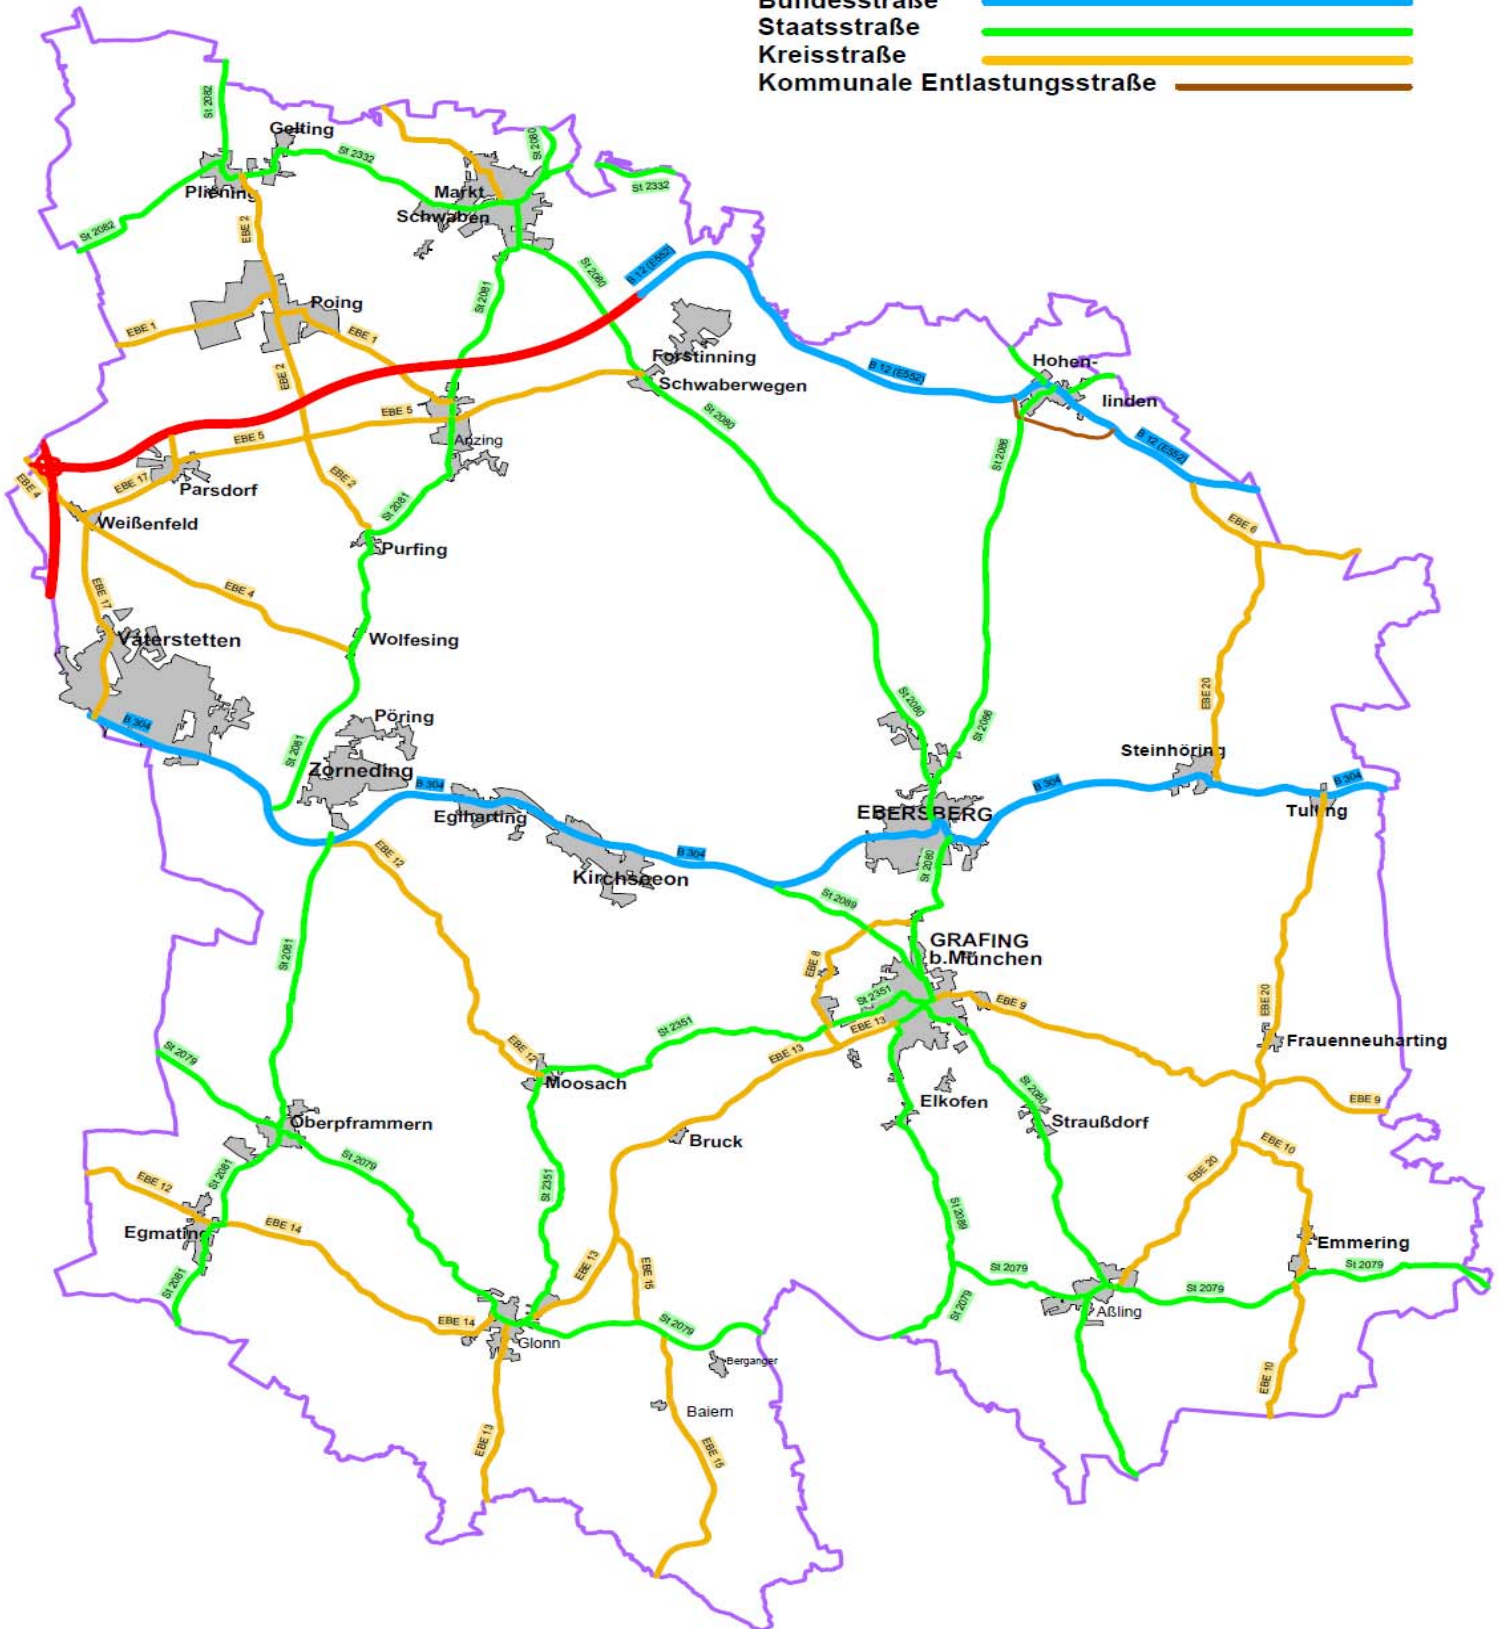 Bundesstraße
Staatsstraße
Kreisstraße
Kommunale Entlastungsstraße
St 2082
Gelting
St 2332
St 2080
Pliening
Markt
Schwaben
St 2332
St 2082
EBE 2
St 2080
B 12 (E552)
St 2081
Poing
EBE 1
EBE 1
Forstinning
Schwaberwegen
EBE 2
B 12 (E552)
Hohen-
linden
EBE 5
St 2080
EBE 5
Anzing
B 12 (E552)
St 2086
EBE 4
EBE 17
Parsdorf
EBE 2
St 2081
Weißenfeld
EBE 6
Purfing
EBE 17
EBE 4
Vaterstetten
Wolfesing
St 2080
EBE 20
B 304
Pöring
St 2086
St 2081
Steinhöring
Zorneding
B 304
B 304
B 304
Eglharting
EBERSBERG
Tulling
EBE 12
B 304
Kirchseeon
St 2080
St 2089
St 2081
GRAFING
b.München
EBE 8
St 2351
EBE 9
EBE 20
St 2351
EBE 13
St 2079
EBE 12
EBE 13
Frauenneuharting
Moosach
Elkofen
St 2080
EBE 9
Oberpframmern
Straußdorf
Bruck
EBE 10
St 2079
St 2081
EBE 20
EBE 12
St 2351
St 2089
Egmating
EBE 14
Emmering
EBE 13
EBE 15
St 2079
St 2079
St 2081
St 2079
St 2079
EBE 14
Aßling
St 2079
Glonn
Berganger
EBE 10
Baiern
EBE 13
EBE 15